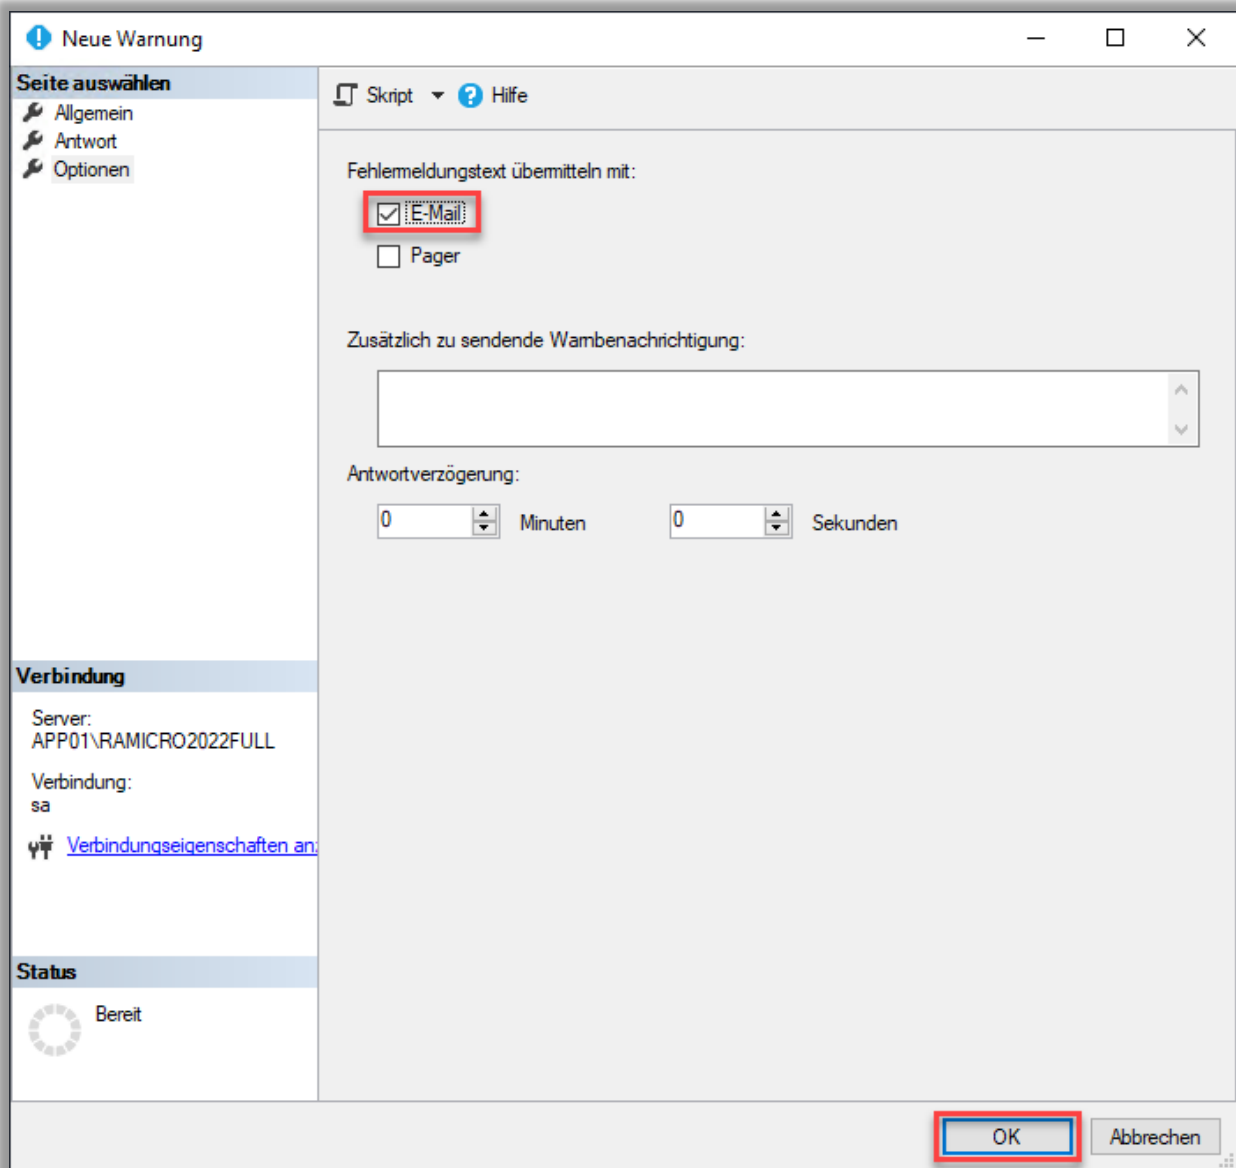 Neue Warnung
Seite auswählen
Allgemein
Antwort
Optionen
Skript
Hilfe
Fehlermeldungstext übermitteln mit:
E-Mail
Pager
Zusätzlich zu sendende Warnbenachrichtigung:
Antwortverzögerung:
0 Minuten 0 Sekunden
Verbindung
Server:
APP01\RAMICRO2022FULL
Verbindung:
sa
Verbindungseigenschaften an
Status
Bereit
OK
Abbrechen